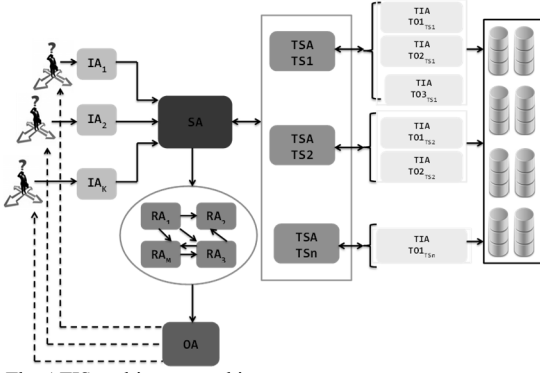 ?
IA1
?
IA2
?
IAK
SA
RA1
RA2
RAM
OA
TSA
TS1
TSA
TS2
TSA
TSn
TIA
TO1TS1
TIA
TO2TS1
TIA
TO3TS1
TIA
TO1TS2
TIA
TO2TS2
TIA
TO1TSn